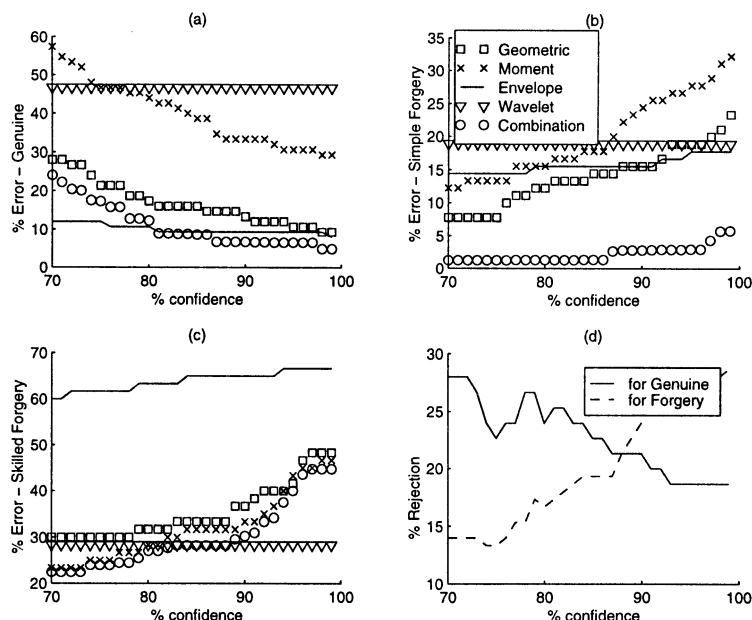 (a)
60
50
40
30
20
10
0
% Error – Genuine
70 80 90 100
% confidence
(b)
35
30
25
20
15
10
5
0
% Error – Simple Forgery
Geometric
Moment
Envelope
Wavelet
Combination
70 80 90 100
% confidence
(c)
70
60
50
40
30
20
% Error – Skilled Forgery
70 80 90 100
% confidence
(d)
30
25
20
15
10
% Rejection
for Genuine
for Forgery
70 80 90 100
% confidence